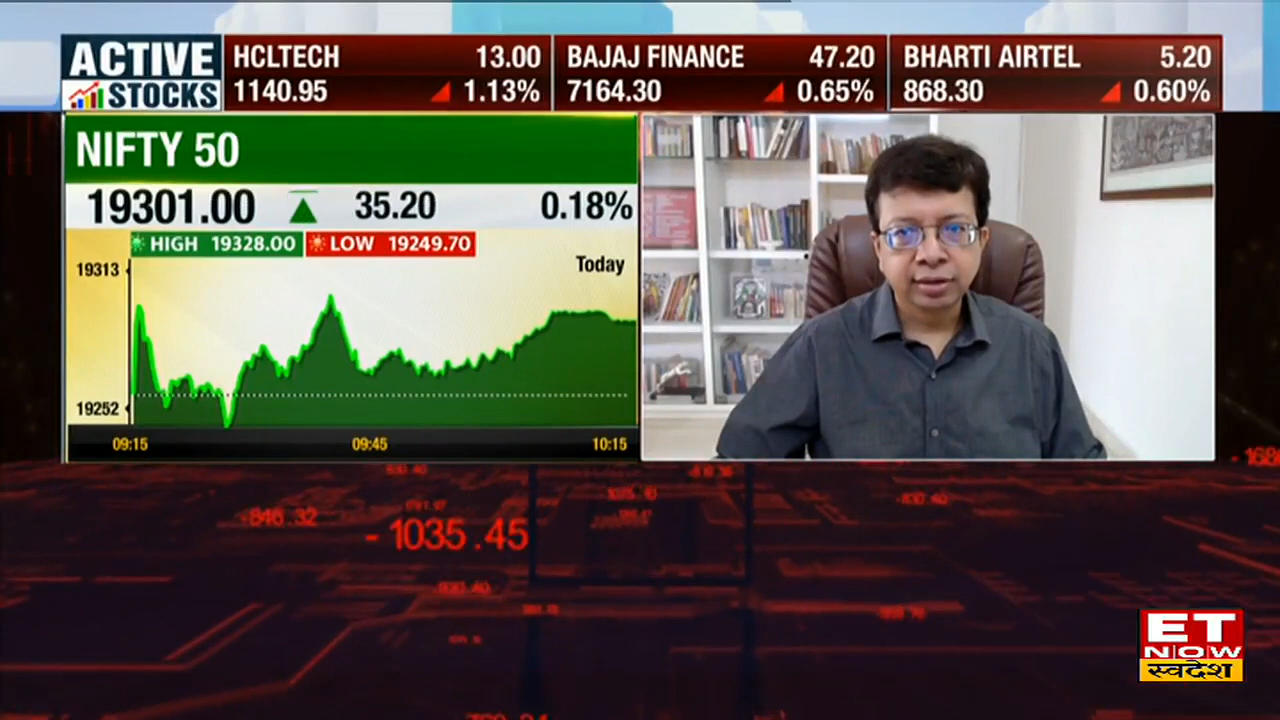 ACTIVE
STOCKS
HCLTECH 13.00
1140.95 1.13%
BAJAJ FINANCE 47.20
7164.30 0.65%
BHARTI AIRTEL 5.20
868.30 0.60%
NIFTY 50
19301.00 35.20 0.18%
HIGH 19328.00 LOW 19249.70
Today
19313
19252
09:15 09:45 10:15
-846.32
-1035.45
ET
NOW
स्वदेश